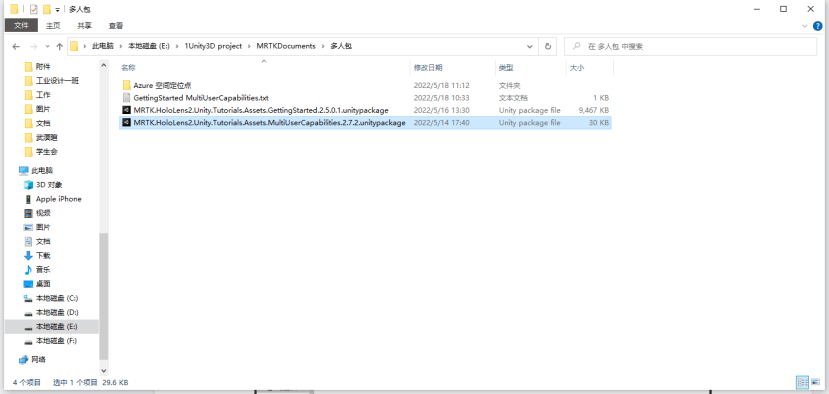 多人包
文件 主页 共享 查看
此电脑 本地磁盘 (E:) 1Unity3D project MRTKDocuments 多人包 在 多人包 中搜索
名称 修改日期 类型 大小
Azure 空间定位点 2022/5/18 11:12 文件夹
GettingStarted MultiUserCapabilities.txt 2022/5/18 10:33 文本文档 1 KB
MRTK.HoloLens2.Unity.Tutorials.Assets.GettingStarted.2.5.0.1.unitypackage 2022/5/16 13:30 Unity package file 9,467 KB
MRTK.HoloLens2.Unity.Tutorials.Assets.MultiUserCapabilities.2.7.2.unitypackage 2022/5/14 17:40 Unity package file 30 KB
附件
工业设计一班
工作
图片
文档
学生会
此电脑
3D 对象
Apple iPhone
视频
图片
文档
下载
音乐
桌面
本地磁盘 (C:)
本地磁盘 (D:)
本地磁盘 (E:)
本地磁盘 (F:)
网络
4 个项目 选中 1 个项目 29.6 KB